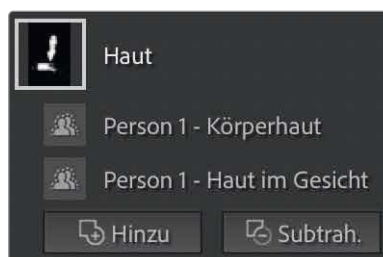 Haut
Person 1 - Körperhaut
Person 1 - Haut im Gesicht
Hinzu
Subtrah.